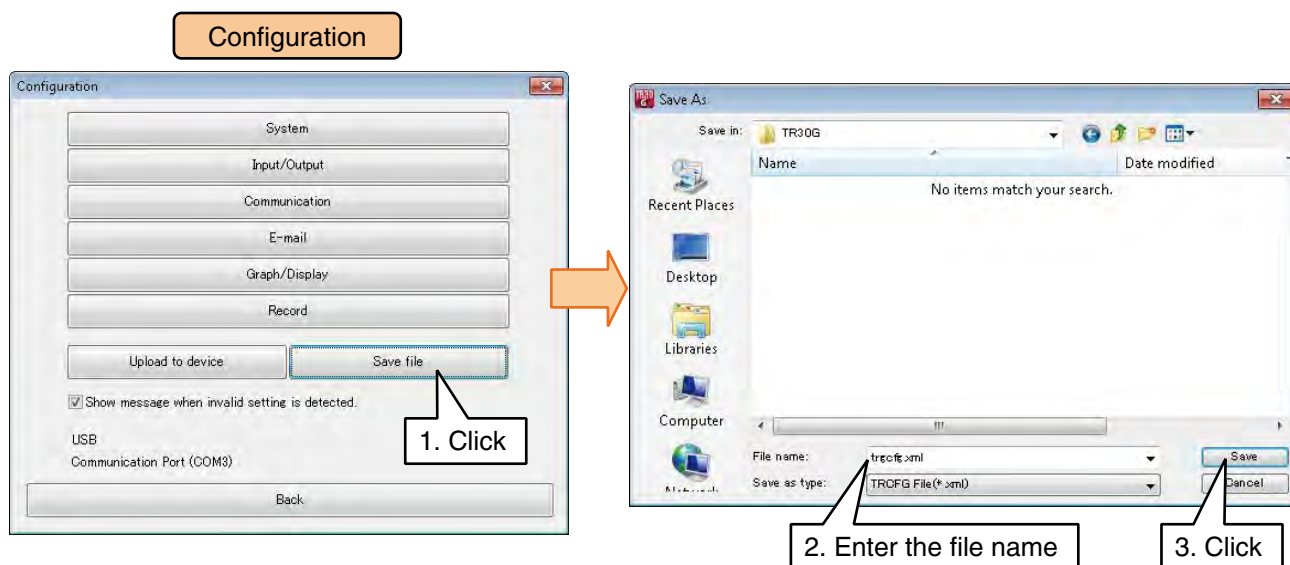 Configuration
Configuration
System
Input/Output
Communication
E-mail
Graph/Display
Record
Upload to device
Save file
Show message when invalid setting is detected.
1. Click
USB
Communication Port (COM3)
Back
Save As
Save in:
TR30G
Name
Date modified
No items match your search.
Recent Places
Desktop
Libraries
Computer
File name:
trgcfg.xml
Save
Save as type:
TRCFG File(*.xml)
Cancel
2. Enter the file name
3. Click